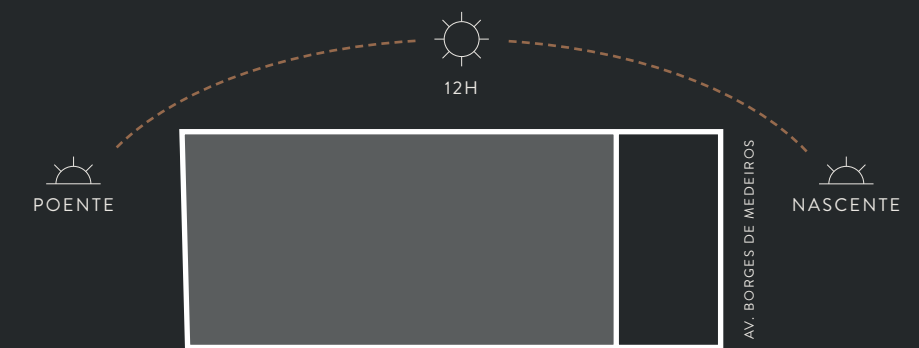 12H
POENTE
NASCENTE
AV. BORGES DE MEDEIROS